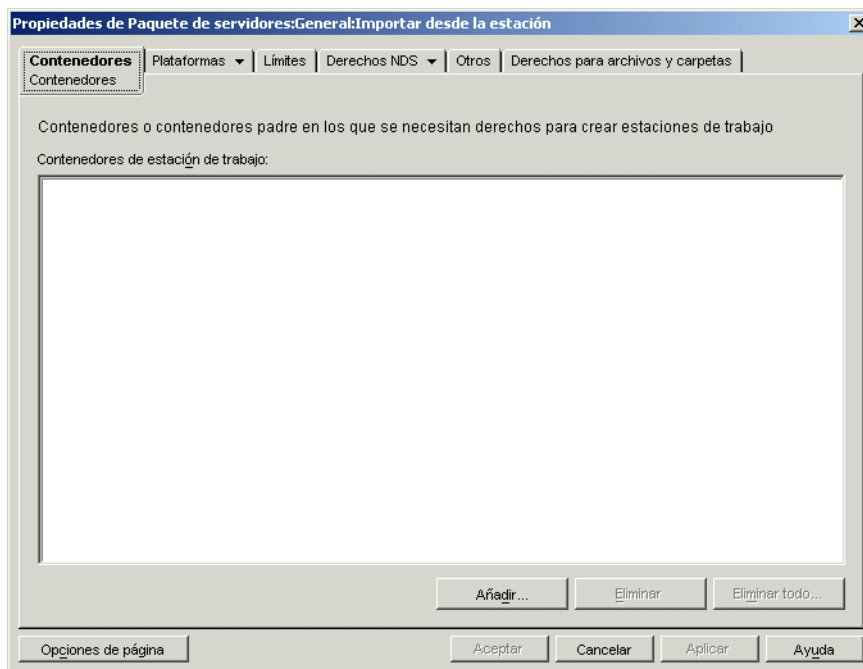 Propiedades de Paquete de servidores:General:Importar desde la estación
Contenedores Plataformas Límites Derechos NDS Otros Derechos para archivos y carpetas
Contenedores
Contenedores o contenedores padre en los que se necesitan derechos para crear estaciones de trabajo
Contenedores de estación de trabajo:
Añadir... Eliminar Eliminar todo...
Opciones de página Aceptar Cancelar Aplicar Ayuda